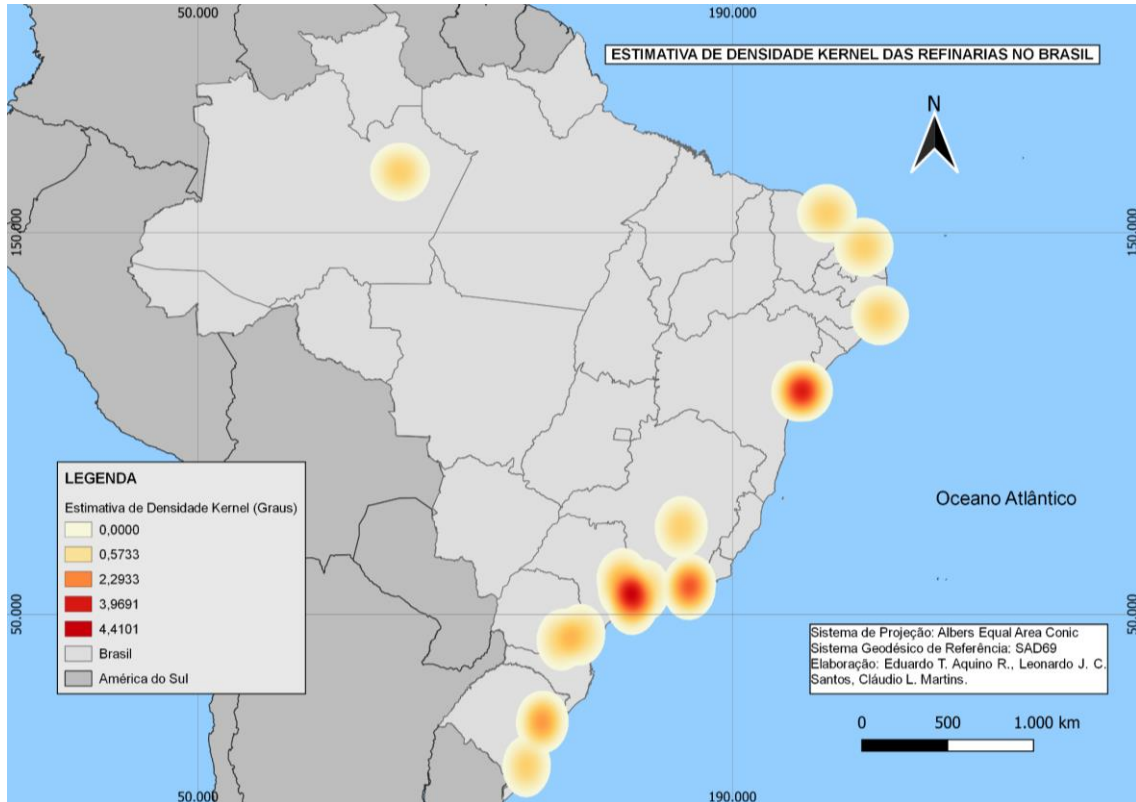 50.000
190.000
ESTIMATIVA DE DENSIDADE KERNEL DAS REFINARIAS NO BRASIL
N
150.000
150.000
LEGENDA
Estimativa de Densidade Kernel (Graus)
0,0000
0,5733
2,2933
3,9691
4,4101
Brasil
América do Sul
Oceano Atlântico
50.000
50.000
Sistema de Projeção: Albers Equal Area Conic
Sistema Geodésico de Referência: SAD69
Elaboração: Eduardo T. Aquino R., Leonardo J. C.
Santos, Cláudio L. Martins.
0 500 1.000 km
50.000
190.000